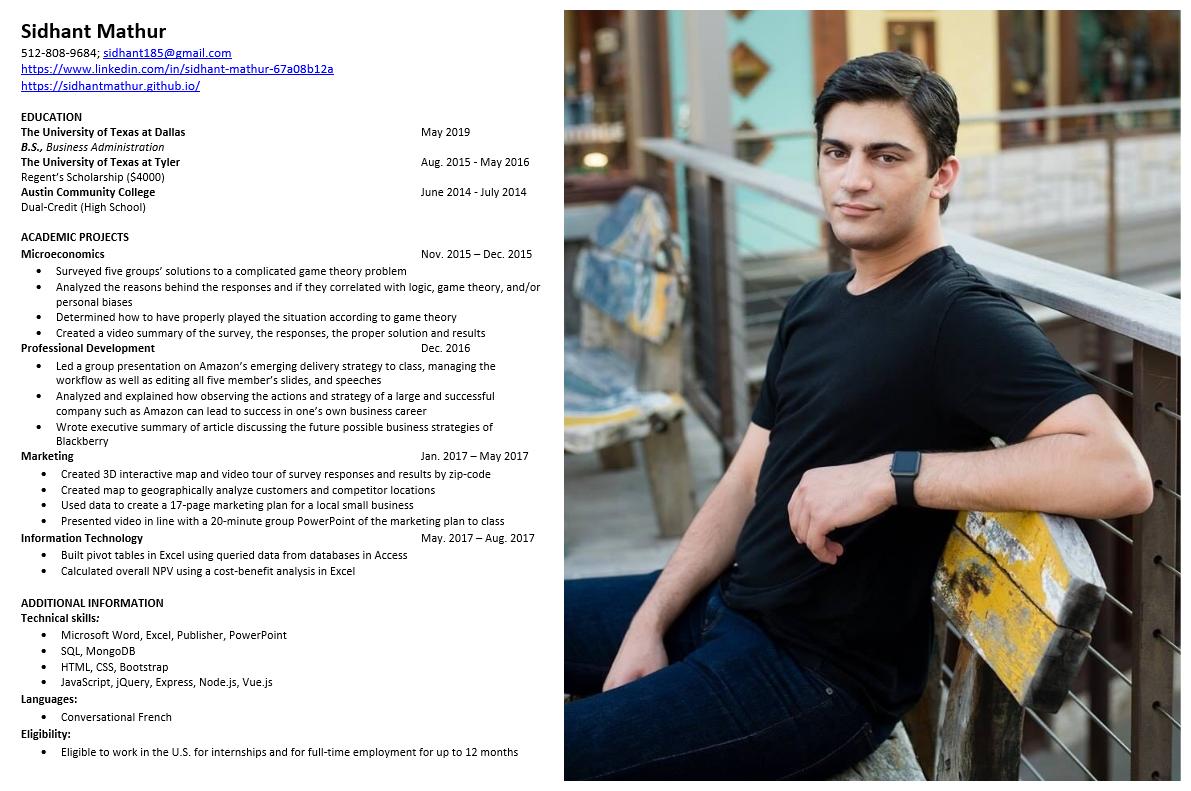 Sidhant Mathur
512-808-9684; sidhant185@gmail.com
https://www.linkedin.com/in/sidhant-mathur-67a08b12a
https://sidhantmathur.github.io/
EDUCATION
The University of Texas at Dallas May 2019
B.S., Business Administration
The University of Texas at Tyler Aug. 2015 - May 2016
Regent’s Scholarship ($4000)
Austin Community College June 2014 - July 2014
Dual-Credit (High School)
ACADEMIC PROJECTS
Microeconomics Nov. 2015 – Dec. 2015
• Surveyed five groups’ solutions to a complicated game theory problem
• Analyzed the reasons behind the responses and if they correlated with logic, game theory, and/or
personal biases
• Determined how to have properly played the situation according to game theory
• Created a video summary of the survey, the responses, the proper solution and results
Professional Development Dec. 2016
• Led a group presentation on Amazon’s emerging delivery strategy to class, managing the
workflow as well as editing all five member’s slides, and speeches
• Analyzed and explained how observing the actions and strategy of a large and successful
company such as Amazon can lead to success in one’s own business career
• Wrote executive summary of article discussing the future possible business strategies of
Blackberry
Marketing Jan. 2017 – May 2017
• Created 3D interactive map and video tour of survey responses and results by zip-code
• Created map to geographically analyze customers and competitor locations
• Used data to create a 17-page marketing plan for a local small business
• Presented video in line with a 20-minute group PowerPoint of the marketing plan to class
Information Technology May. 2017 – Aug. 2017
• Built pivot tables in Excel using queried data from databases in Access
• Calculated overall NPV using a cost-benefit analysis in Excel
ADDITIONAL INFORMATION
Technical skills:
• Microsoft Word, Excel, Publisher, PowerPoint
• SQL, MongoDB
• HTML, CSS, Bootstrap
• JavaScript, jQuery, Express, Node.js, Vue.js
Languages:
• Conversational French
Eligibility:
• Eligible to work in the U.S. for internships and for full-time employment for up to 12 months